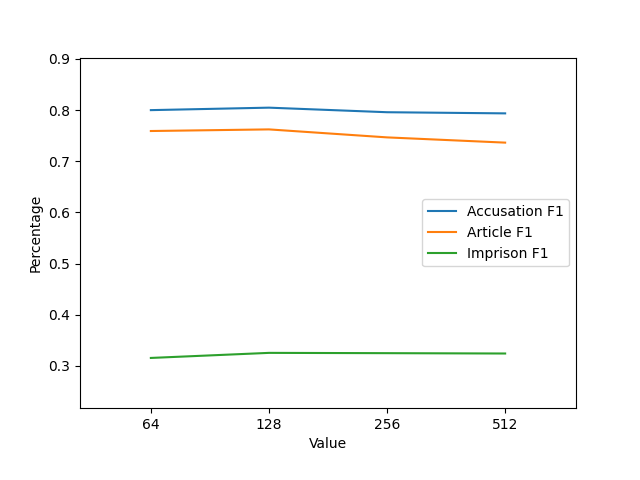 0.9
0.8
0.7
0.6
0.5
0.4
0.3
Percentage
Accusation F1
Article F1
Imprison F1
64 128 256 512
Value